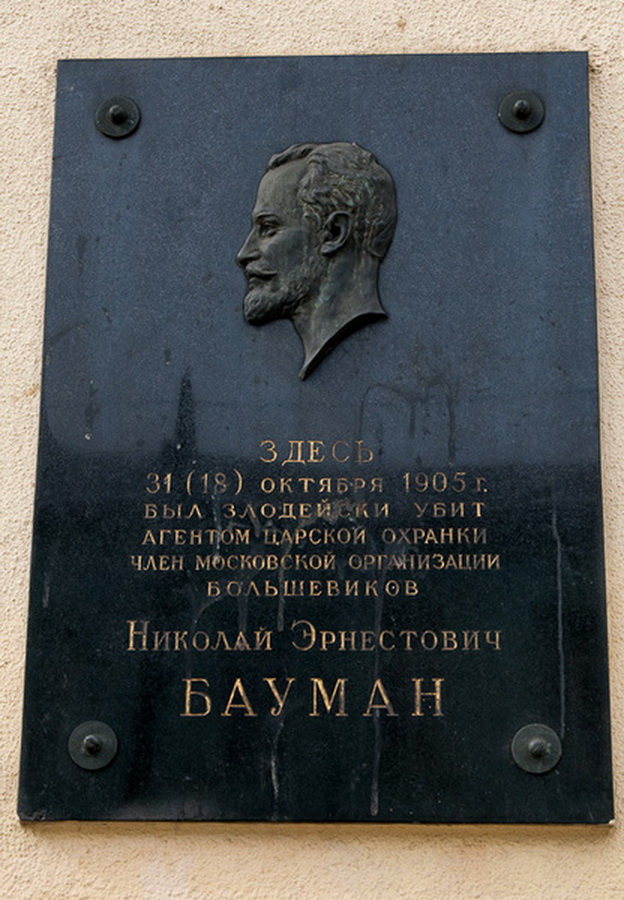 ЗДЕСЬ
31 (18) ОКТЯБРЯ 1905 г.
БЫЛ ЗЛОДЕЙСКИ УБИТ
АГЕНТОМ ЦАРСКОЙ ОХРАНКИ
ЧЛЕН МОСКОВСКОЙ ОРГАНИЗАЦИИ
БОЛЬШЕВИКОВ
НИКОЛАЙ ЭРНЕСТОВИЧ
БАУМАН